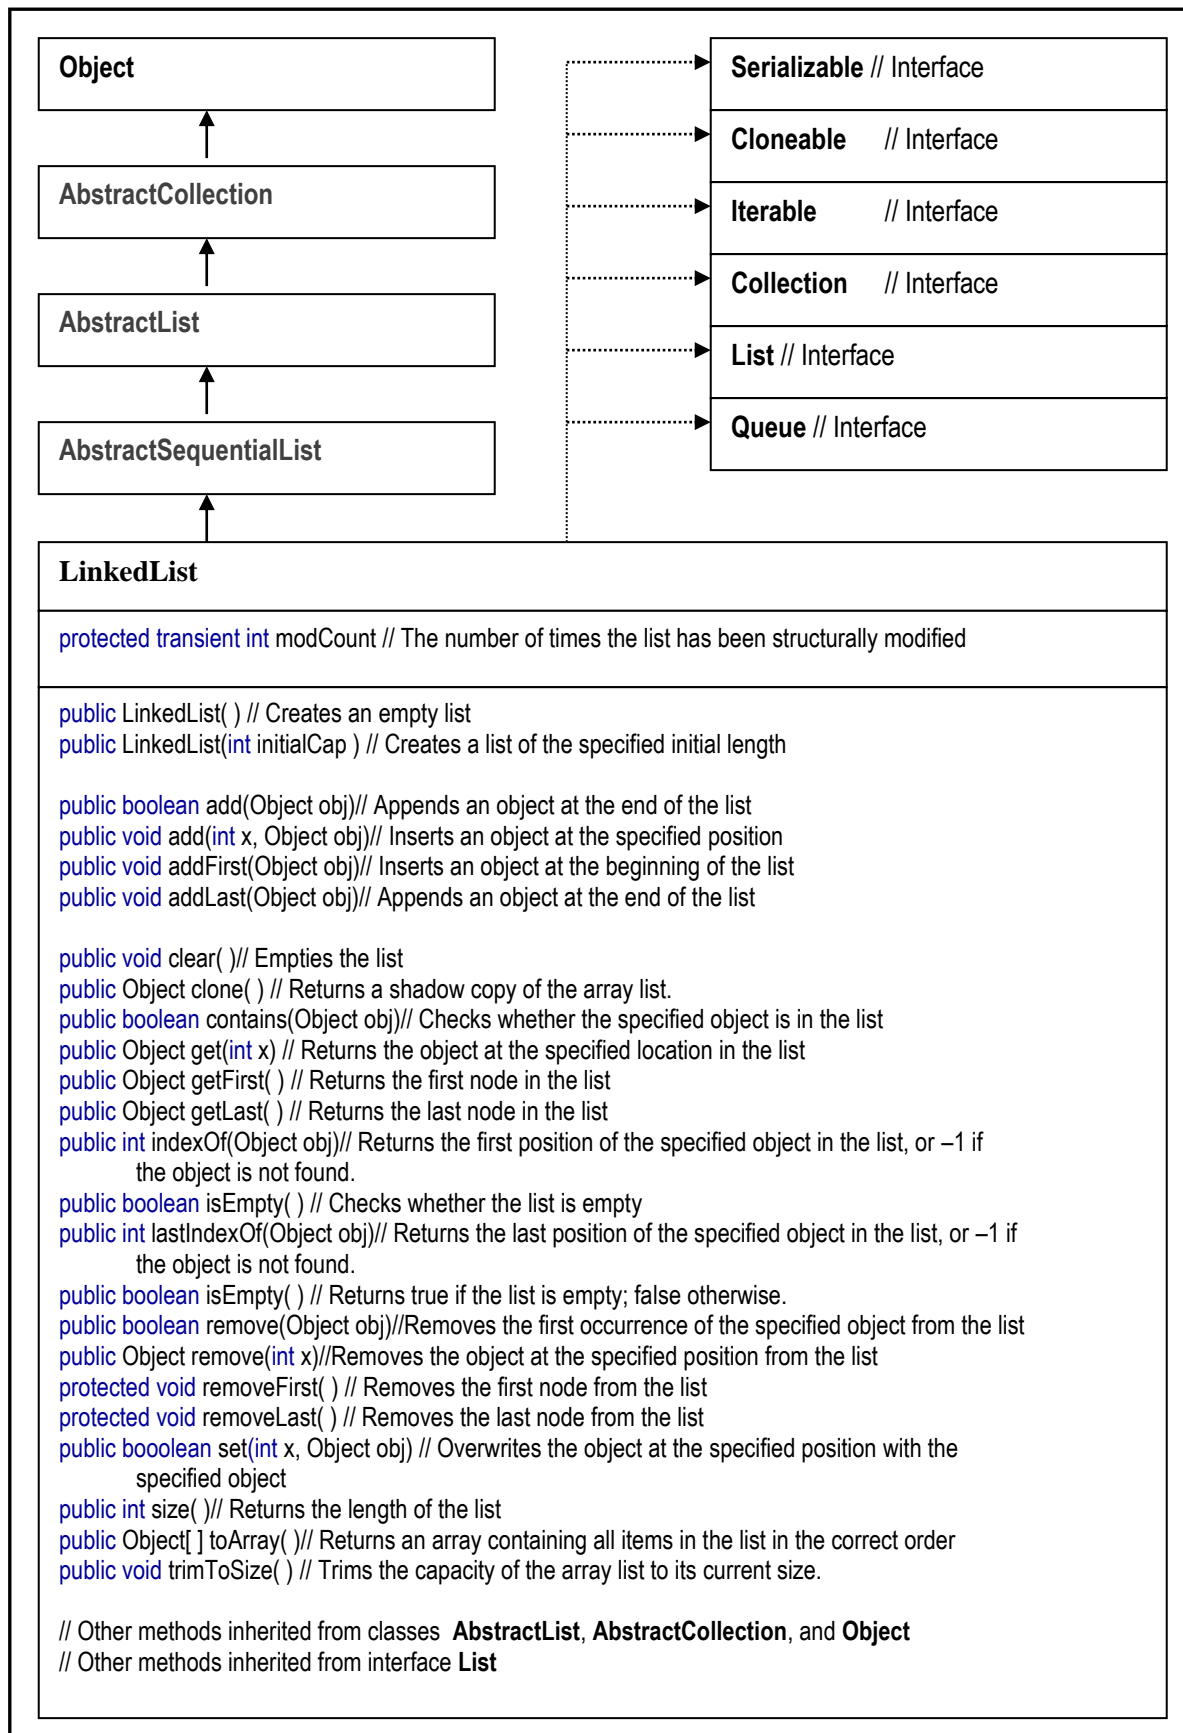 Object
AbstractCollection
AbstractList
AbstractSequentialList
Serializable // Interface
Cloneable // Interface
Iterable // Interface
Collection // Interface
List // Interface
Queue // Interface
LinkedList
protected transient int modCount // The number of times the list has been structurally modified
public LinkedList( ) // Creates an empty list
public LinkedList(int initialCap ) // Creates a list of the specified initial length
public boolean add(Object obj)// Appends an object at the end of the list
public void add(int x, Object obj)// Inserts an object at the specified position
public void addFirst(Object obj)// Inserts an object at the beginning of the list
public void addLast(Object obj)// Appends an object at the end of the list
public void clear( )// Empties the list
public Object clone( ) // Returns a shadow copy of the array list.
public boolean contains(Object obj)// Checks whether the specified object is in the list
public Object get(int x) // Returns the object at the specified location in the list
public Object getFirst( ) // Returns the first node in the list
public Object getLast( ) // Returns the last node in the list
public int indexOf(Object obj)// Returns the first position of the specified object in the list, or –1 if
the object is not found.
public boolean isEmpty( ) // Checks whether the list is empty
public int lastIndexOf(Object obj)// Returns the last position of the specified object in the list, or –1 if
the object is not found.
public boolean isEmpty( ) // Returns true if the list is empty; false otherwise.
public boolean remove(Object obj)//Removes the first occurrence of the specified object from the list
public Object remove(int x)//Removes the object at the specified position from the list
protected void removeFirst( ) // Removes the first node from the list
protected void removeLast( ) // Removes the last node from the list
public booolean set(int x, Object obj) // Overwrites the object at the specified position with the
specified object
public int size( )// Returns the length of the list
public Object[ ] toArray( )// Returns an array containing all items in the list in the correct order
public void trimToSize( ) // Trims the capacity of the array list to its current size.
// Other methods inherited from classes AbstractList, AbstractCollection, and Object
// Other methods inherited from interface List